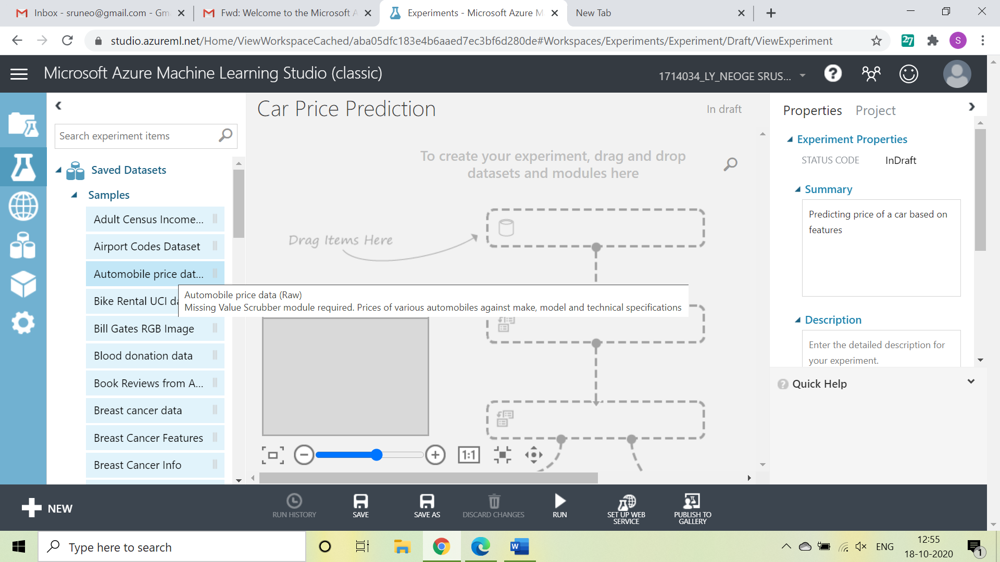 Inbox - sruneo@gmail.com - Gm
Fwd: Welcome to the Microsoft A
Experiments - Microsoft Azure M
New Tab
studio.azureml.net/Home/ViewWorkspaceCached/aba05dfc183e4b6aaed7ec3bf6d280de#Workspaces/Experiments/Experiment/Draft/ViewExperiment
27
S
Microsoft Azure Machine Learning Studio (classic)
1714034_LY_NEOGE SRUS...
?
Search experiment items
Saved Datasets
Samples
Adult Census Income...
Airport Codes Dataset
Automobile price dat...
Bike Rental UCI da
Bill Gates RGB Image
Blood donation data
Book Reviews from A...
Breast cancer data
Breast Cancer Features
Breast Cancer Info
Car Price Prediction
In draft
To create your experiment, drag and drop
datasets and modules here
Drag Items Here
Automobile price data (Raw)
Missing Value Scrubber module required. Prices of various automobiles against make, model and technical specifications
1:1
Properties
Project
Experiment Properties
STATUS CODE InDraft
Summary
Predicting price of a car based on
features
Description
Enter the detailed description for
your experiment.
? Quick Help
NEW
RUN HISTORY
SAVE
SAVE AS
DISCARD CHANGES
RUN
SET UP WEB
SERVICE
PUBLISH TO
GALLERY
Type here to search
W
ENG
12:55
18-10-2020
1